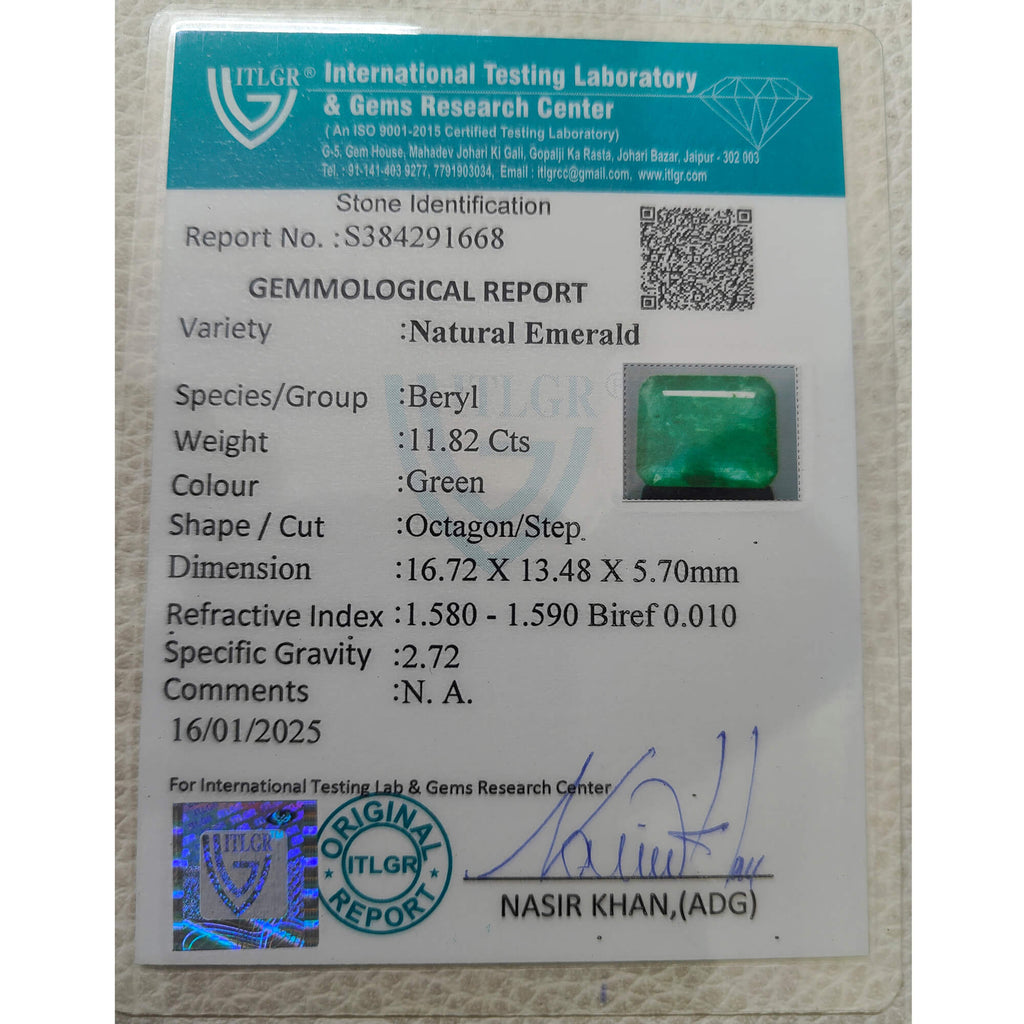 ITLGR®
International Testing Laboratory
& Gems Research Center
( An ISO 9001-2015 Certified Testing Laboratory)
G-5, Gem House, Mahadev Johari Ki Gali, Gopalji Ka Rasta, Johari Bazar, Jaipur - 302 003
Tel. : 91-141-403 9277, 7791903034, Email : itlgrcc@gmail.com, www.itlgr.com
Stone Identification
Report No. :S384291668
GEMMOLOGICAL REPORT
Variety :Natural Emerald
ITLGR®
Species/Group :Beryl
Weight :11.82 Cts
Colour :Green
Shape / Cut :Octagon/Step
Dimension :16.72 X 13.48 X 5.70mm
Refractive Index :1.580 - 1.590 Biref 0.010
Specific Gravity :2.72
Comments :N. A.
16/01/2025
For International Testing Lab & Gems Research Center
ITLGR
ORIGINAL
ITLGR
REPORT
NASIR KHAN,(ADG)